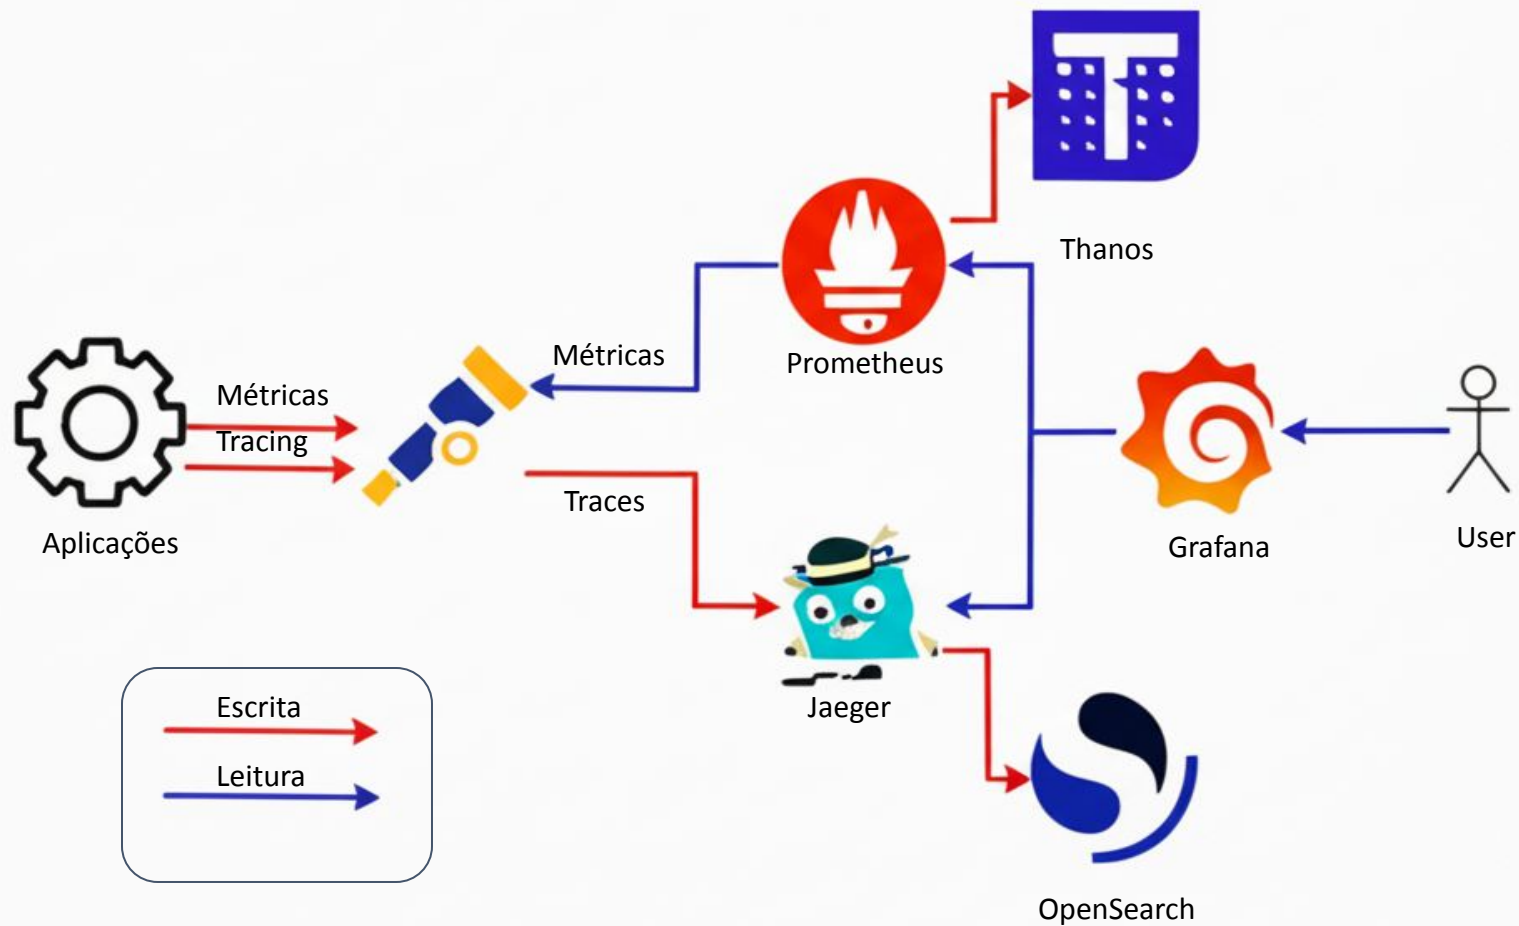 Thanos
Métricas
Prometheus
Métricas
Tracing
Traces
Aplicações
Grafana
User
Escrita
Jaeger
Leitura
OpenSearch